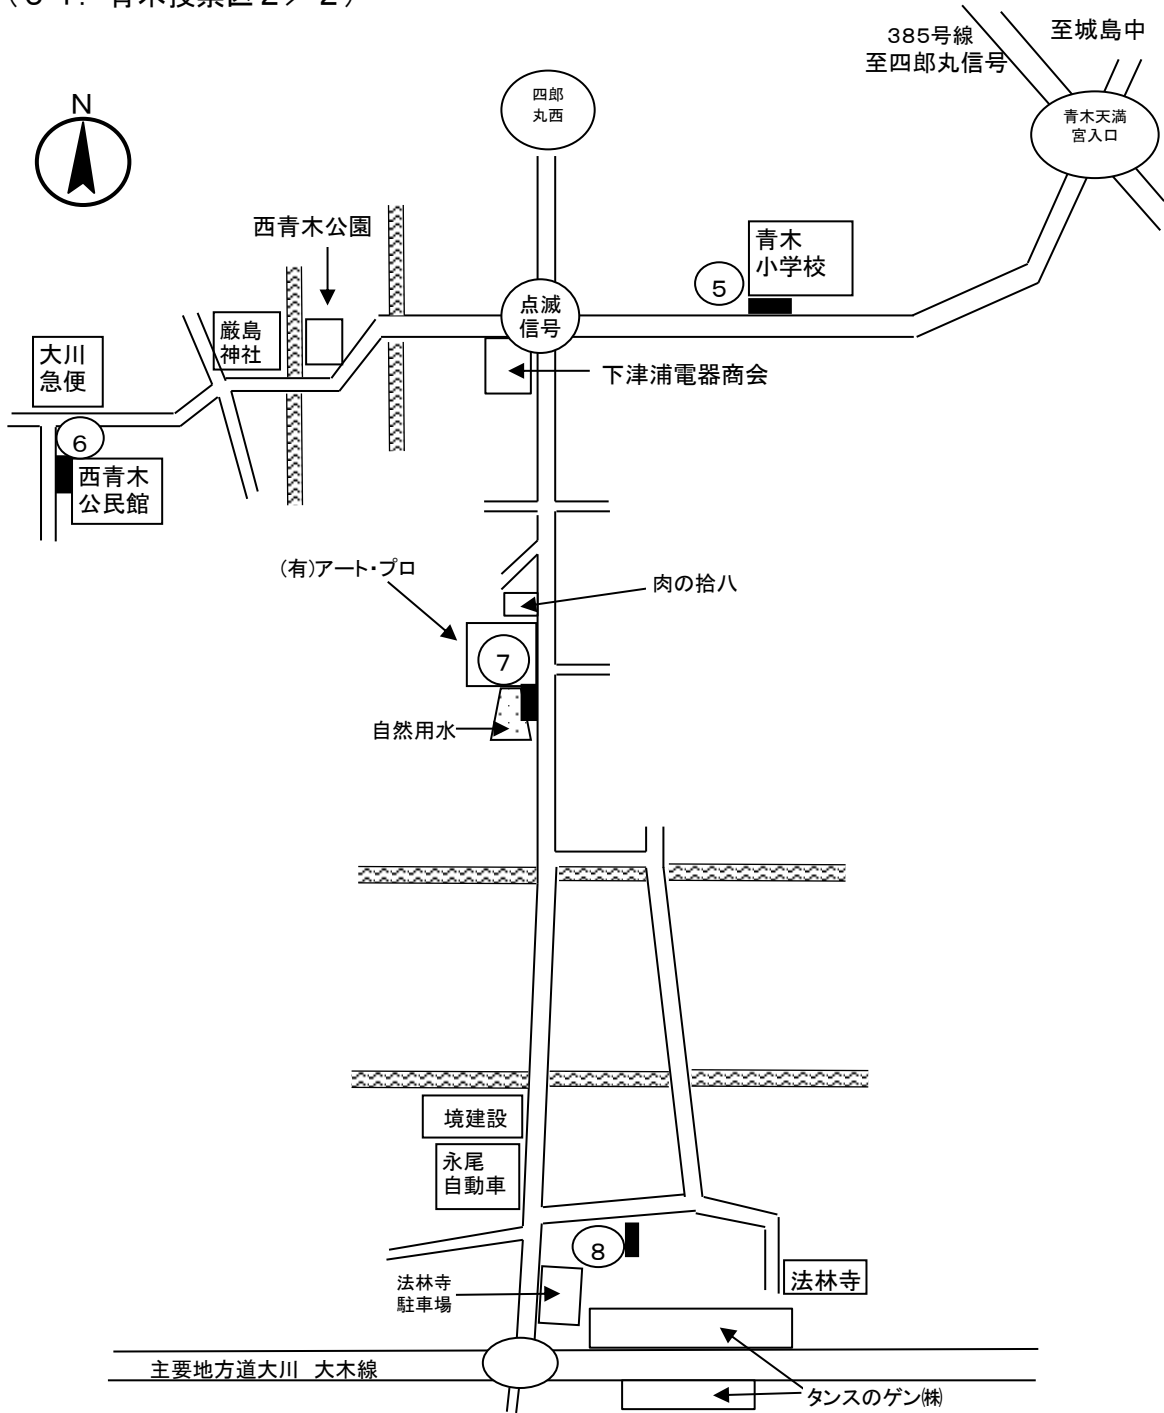 385号線
至四郎丸信号
至城島中
四郎
丸西
青木天満
宮入口
N
西青木公園
青木
小学校
5
点滅
信号
厳島
神社
大川
急便
下津浦電器商会
6
西青木
公民館
(有)アート・プロ
肉の拾八
7
自然用水
境建設
永尾
自動車
8
法林寺
法林寺
駐車場
主要地方道大川 大木線
タンスのゲン㈱